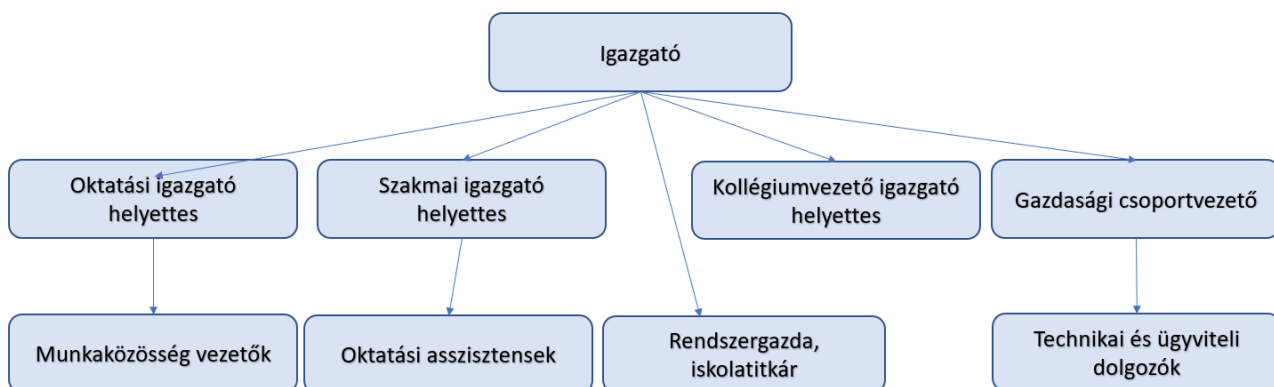 Igazgató
Oktatási igazgató
helyettes
Szakmai igazgató
helyettes
Kollégiumvezető igazgató
helyettes
Gazdasági csoportvezető
Munkaközösség vezetők
Oktatási asszisztensek
Rendszergazda,
iskolatitkár
Technikai és ügyviteli
dolgozók